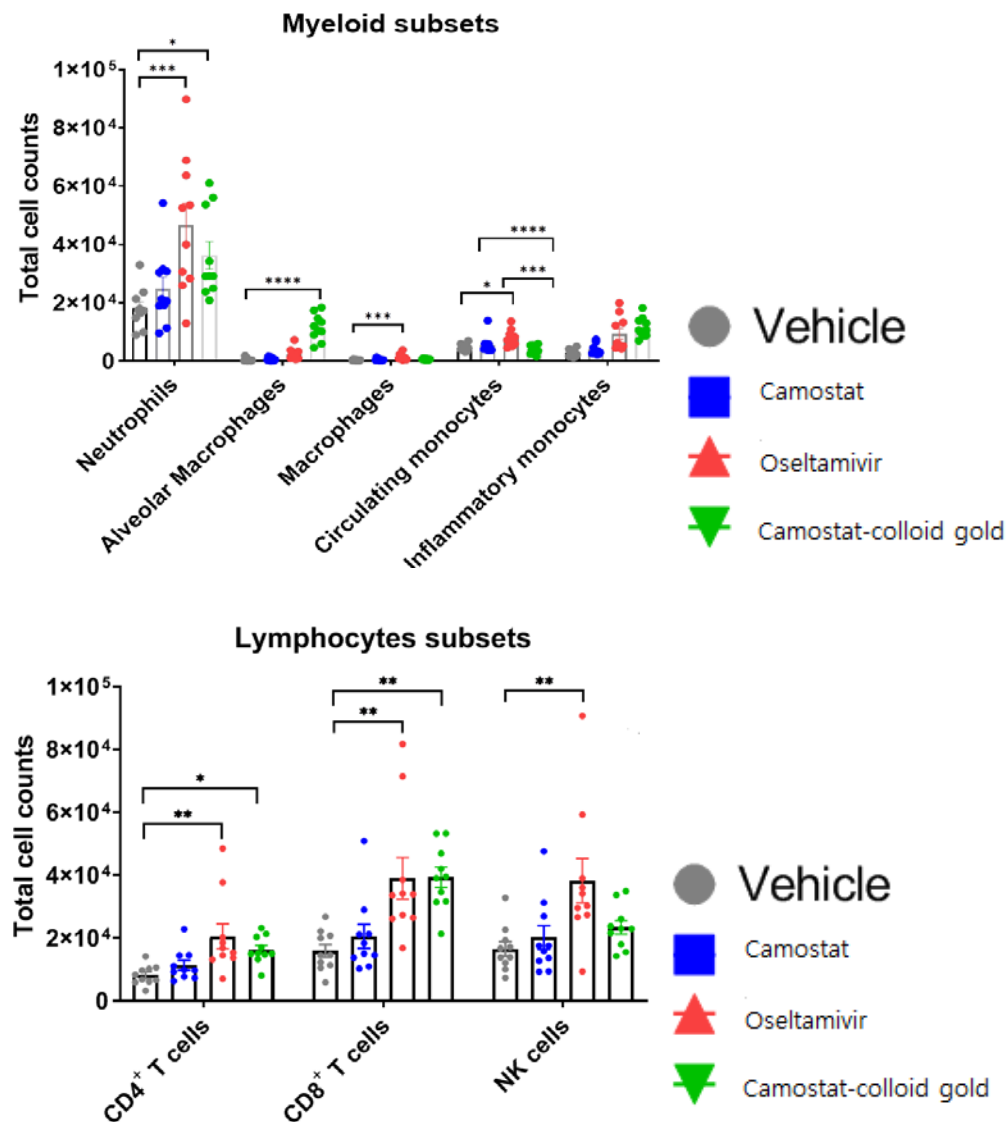 Myeloid subsets
Total cell counts
1×10⁵
8×10⁴
6×10⁴
4×10⁴
2×10⁴
0
*
***
****
***
*
****
***
Neutrophils
Alveolar Macrophages
Macrophages
Circulating monocytes
Inflammatory monocytes
Vehicle
Camostat
Oseltamivir
Camostat-colloid gold
Lymphocytes subsets
Total cell counts
1×10⁵
8×10⁴
6×10⁴
4×10⁴
2×10⁴
0
*
**
**
**
**
CD4⁺ T cells
CD8⁺ T cells
NK cells
Vehicle
Camostat
Oseltamivir
Camostat-colloid gold